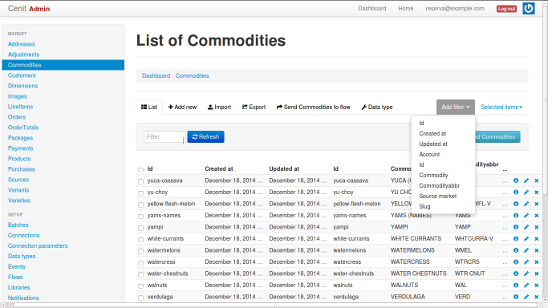 Cenit Admin
Dashboard Home reserva@example.com Log out
MARKET
Addresses
Adjustments
Commodities
Customers
Dimensions
Images
LineItems
Orders
OrderTotals
Packages
Payments
Products
Purchases
Sources
Variants
Varieties
SETUP
Batches
Connections
Connection parameters
Data types
Events
Flows
Libraries
Notifications
List of Commodities
Dashboard Commodities
List + Add new Import Export Send Commodities to flow Data type Add filter Selected items
Filter Refresh Commodities
Id
Created at
Updated at
Account
Id
Commodity
Commodityabbr
Source market
Slug
Id Created at Updated at Id ...
yuca-cassava December 18, 2014 ... December 18, 2014 ... yuca-cassava YUCA
yu-choy December 18, 2014 ... December 18, 2014 ... yu-choy YU CHO
yellow-flesh-melon December 18, 2014 ... December 18, 2014 ... yellow-flesh-melon YELLOW ...
yams-names December 18, 2014 ... December 18, 2014 ... yams-names YAMS (NAMES) YAMS ...
yampi December 18, 2014 ... December 18, 2014 ... yampi YAMPI YAMP ...
white-currants December 18, 2014 ... December 18, 2014 ... white-currants WHITE CURRANTS WHTCURRA-V ...
watermelons December 18, 2014 ... December 18, 2014 ... watermelons WATERMELONS WMEL ...
watercress December 18, 2014 ... December 18, 2014 ... watercress WATERCRESS WTRCRS ...
water-chestnuts December 18, 2014 ... December 18, 2014 ... water-chestnuts WATER CHESTNUTS WTR CNUT ...
walnuts December 18, 2014 ... December 18, 2014 ... walnuts WALNUTS WAL ...
verdulaga December 18, 2014 ... December 18, 2014 ... verdulaga VERDULAGA VERD ...